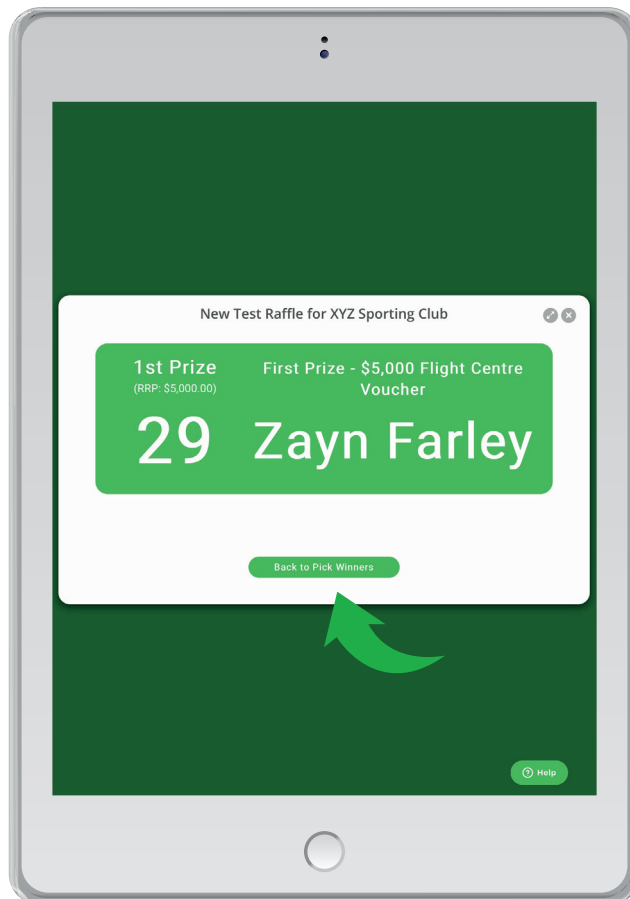 New Test Raffle for XYZ Sporting Club
1st Prize
(RRP: $5,000.00)
First Prize - $5,000 Flight Centre
Voucher
29
Zayn Farley
Back to Pick Winners
? Help